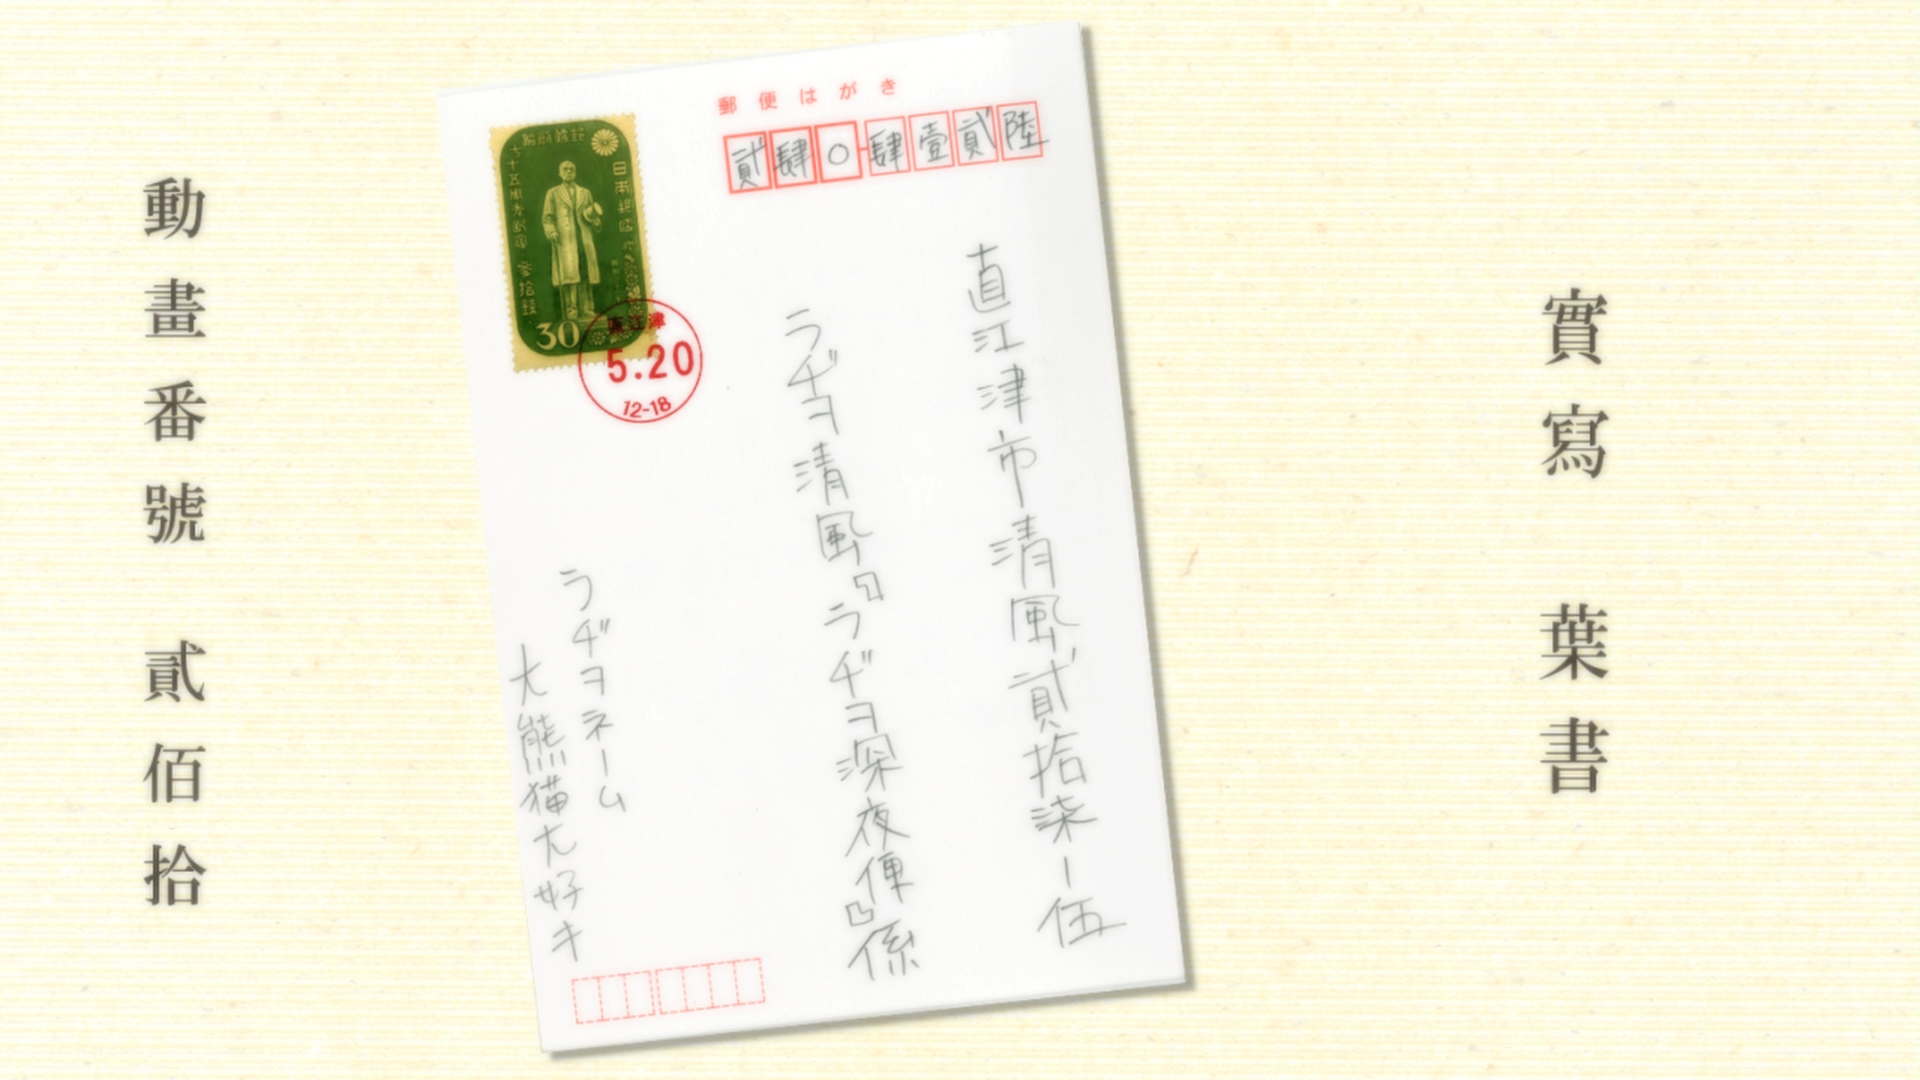 實寫 葉書
郵便はがき
貳肆〇肆壹貳陸
直江津市清風貳拾柒ー伍
ラヂヲ清風『ラヂヲ深夜便』係
ラヂヲネーム
大熊猫大好キ
日本郵便
參拾錢
30
直江津
5.20
12-18
動畫番號 貳佰拾